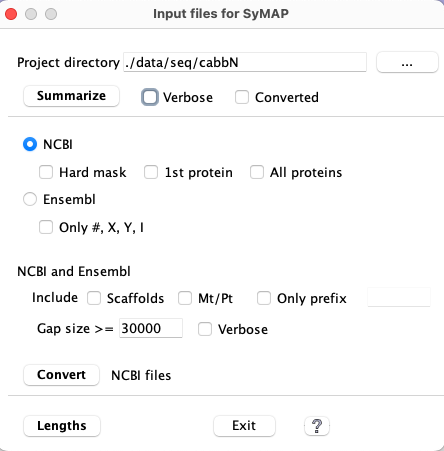 Input files for SyMAP
Project directory ./data/seq/cabbN ...
Summarize Verbose Converted
NCBI
Hard mask 1st protein All proteins
Ensembl
Only #, X, Y, I
NCBI and Ensembl
Include Scaffolds Mt/Pt Only prefix
Gap size >= 30000 Verbose
Convert NCBI files
Lengths Exit ?